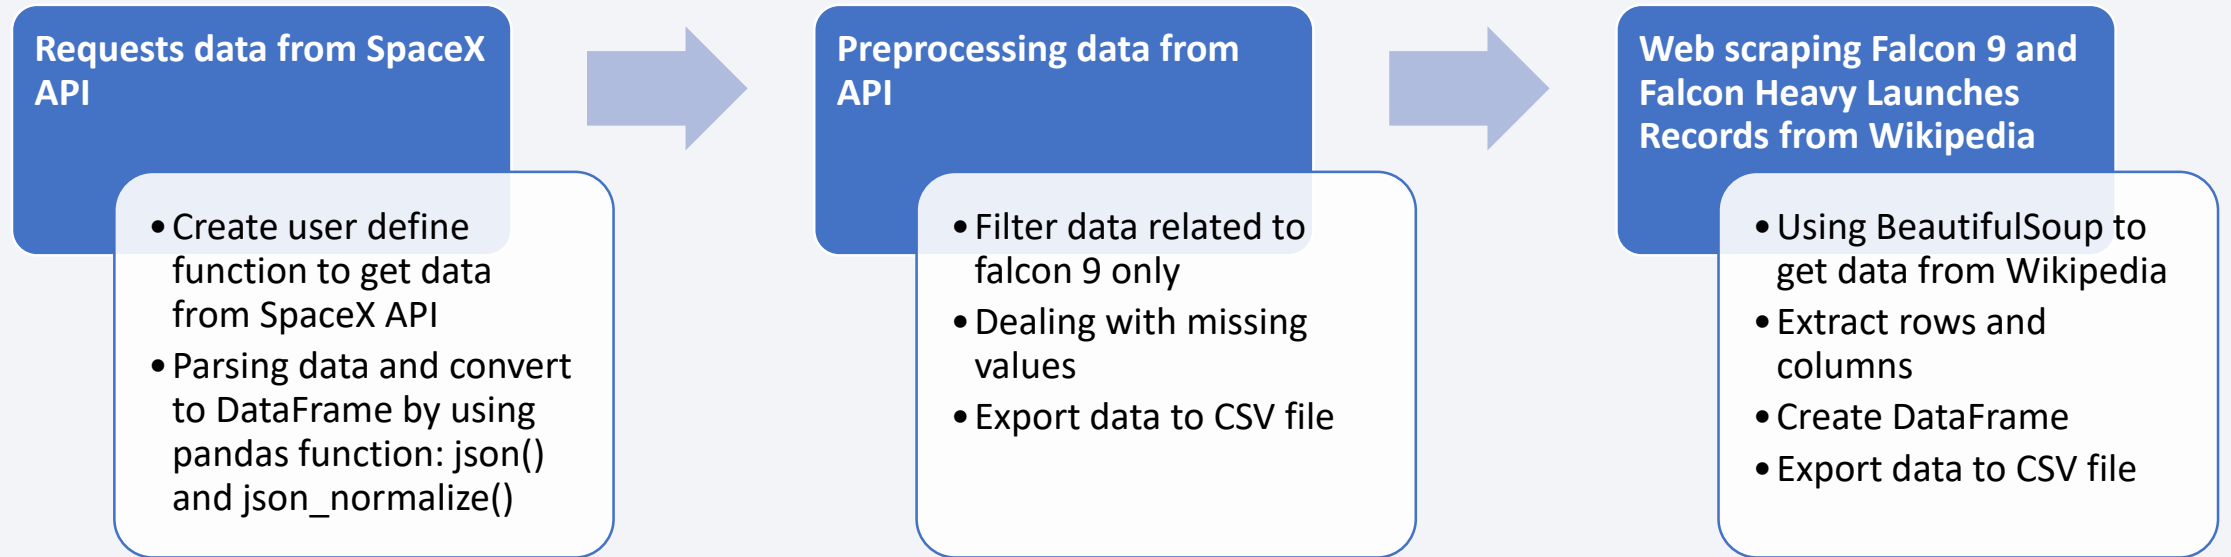 Requests data from SpaceX
API
• Create user define
function to get data
from SpaceX API
• Parsing data and convert
to DataFrame by using
pandas function: json()
and json_normalize()
Preprocessing data from
API
• Filter data related to
falcon 9 only
• Dealing with missing
values
• Export data to CSV file
Web scraping Falcon 9 and
Falcon Heavy Launches
Records from Wikipedia
• Using BeautifulSoup to
get data from Wikipedia
• Extract rows and
columns
• Create DataFrame
• Export data to CSV file